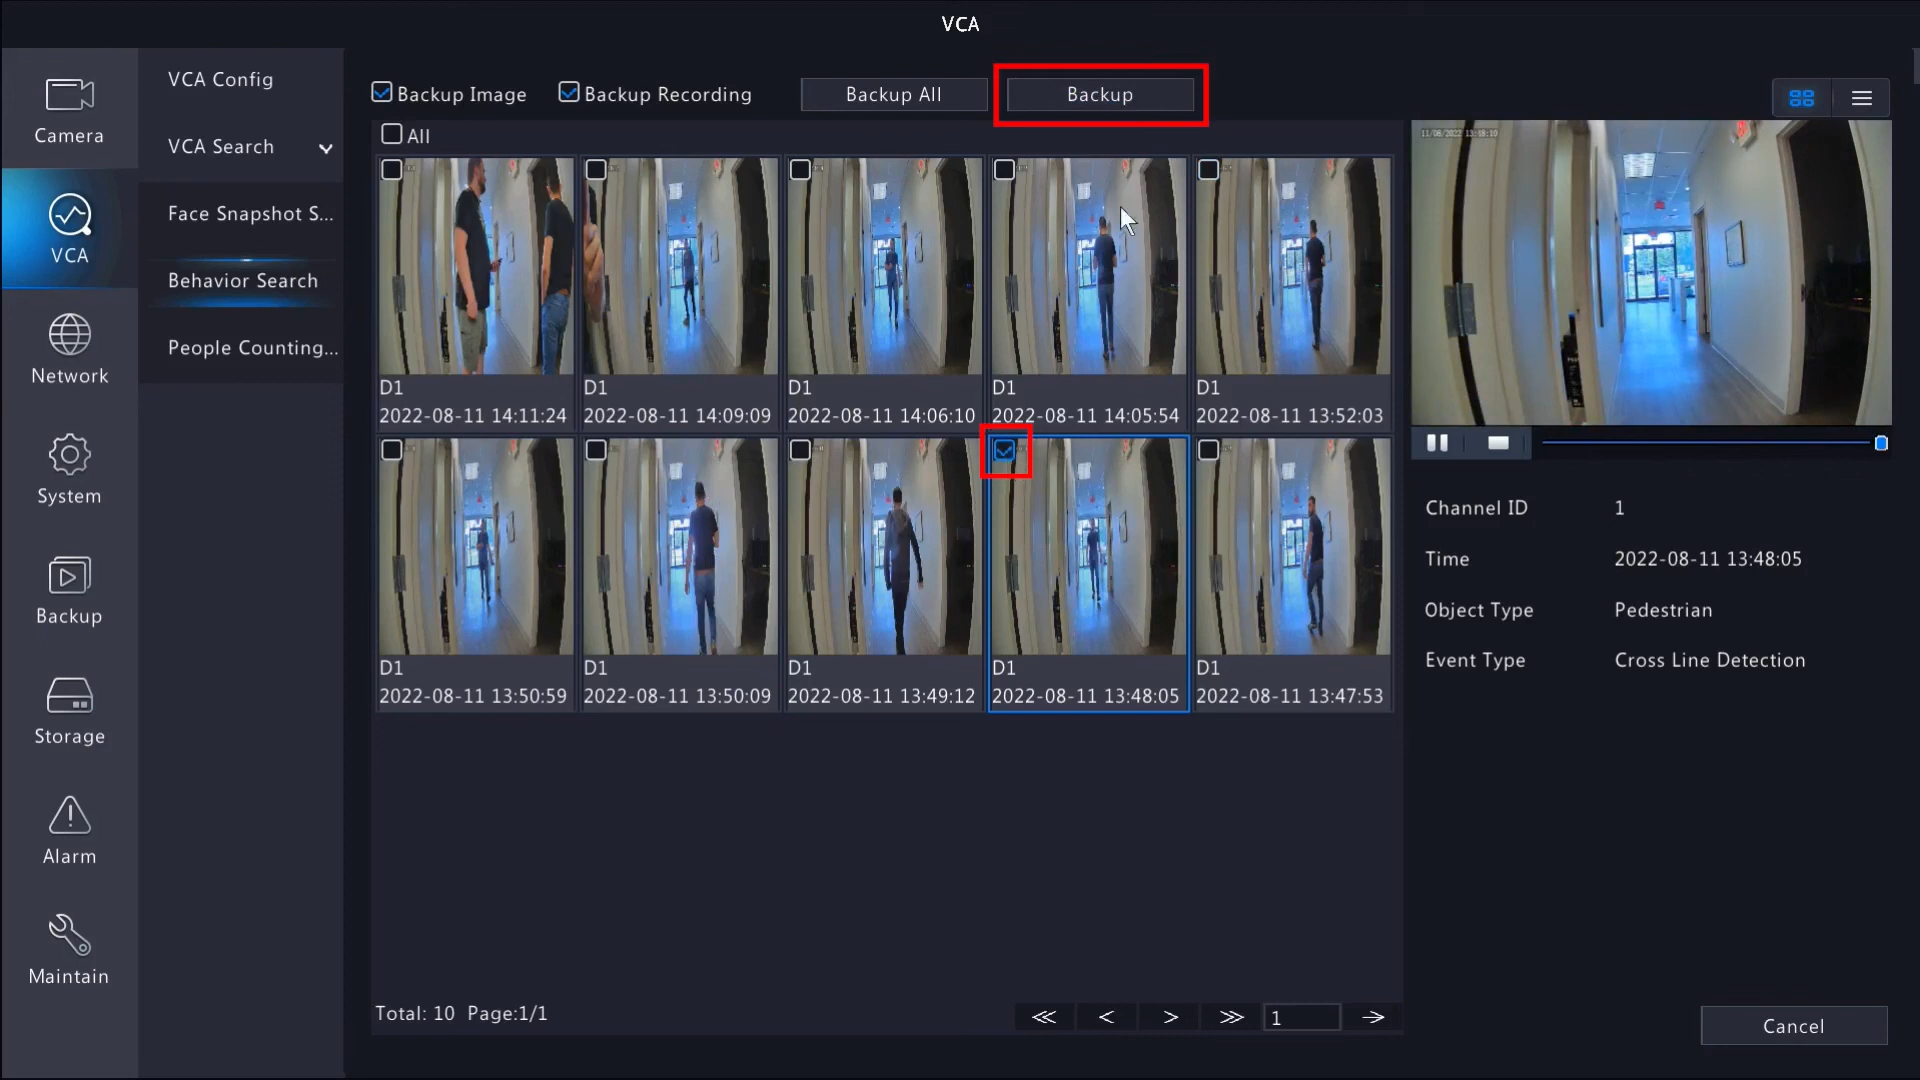 VCA
Camera
VCA
Network
System
Backup
Storage
Alarm
Maintain
VCA Config
VCA Search
Face Snapshot S...
Behavior Search
People Counting...
Backup Image
Backup Recording
Backup All
Backup
All
D1
2022-08-11 14:11:24
D1
2022-08-11 14:09:09
D1
2022-08-11 14:06:10
D1
2022-08-11 14:05:54
D1
2022-08-11 13:52:03
D1
2022-08-11 13:50:59
D1
2022-08-11 13:50:09
D1
2022-08-11 13:49:12
D1
2022-08-11 13:48:05
D1
2022-08-11 13:47:53
Total: 10 Page:1/1
1
11/08/2022 13:48:10
Channel ID 1
Time 2022-08-11 13:48:05
Object Type Pedestrian
Event Type Cross Line Detection
Cancel